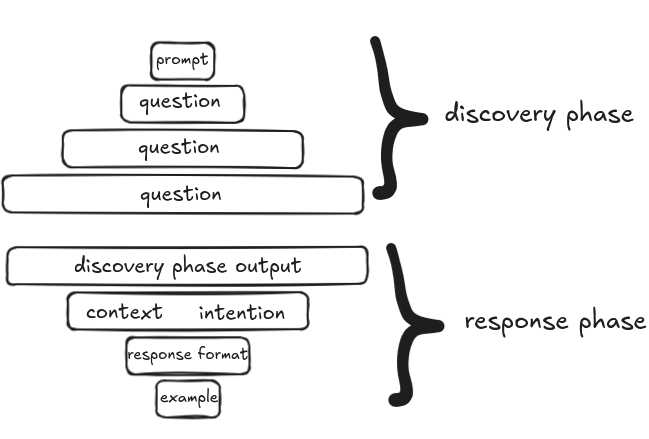 prompt
question
question
question
discovery phase
discovery phase output
context intention
response format
example
response phase